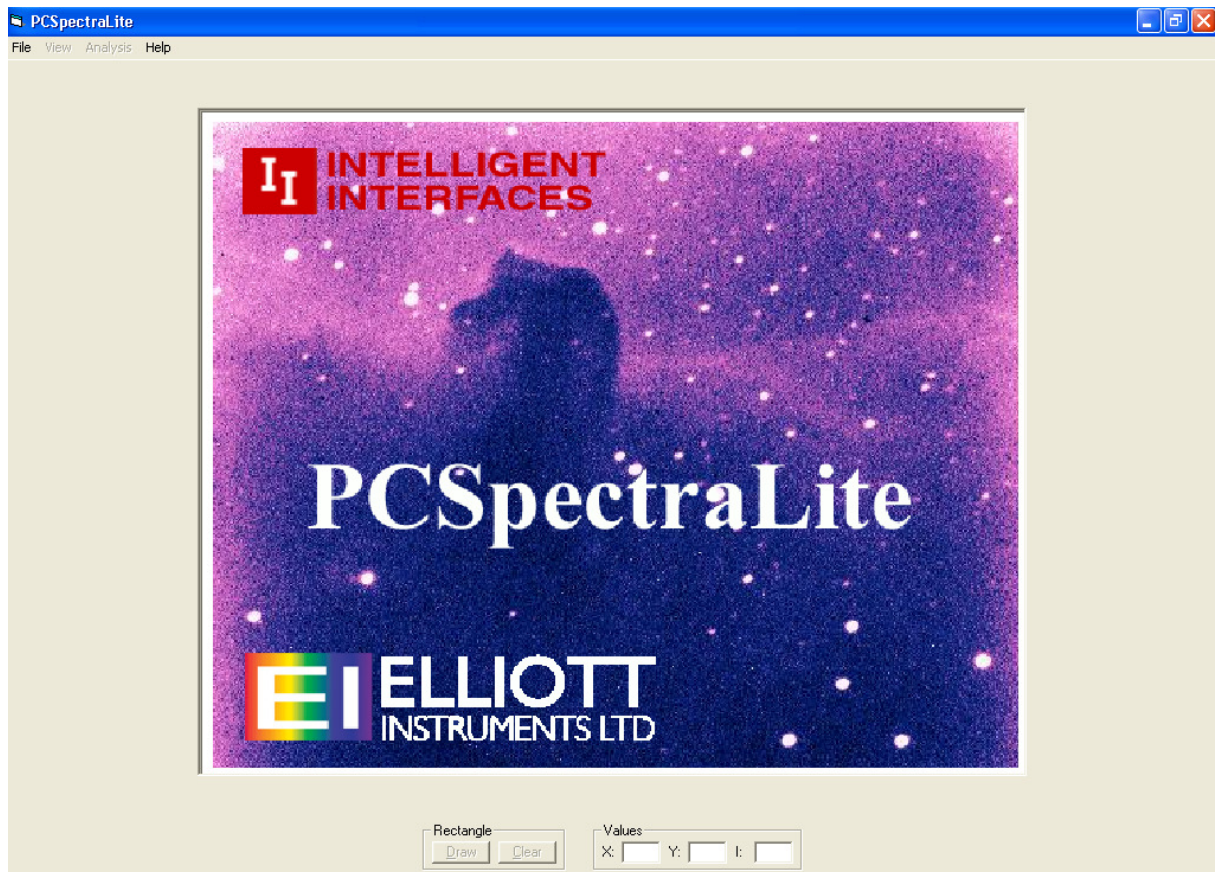 PCSpectraLite
File View Analysis Help
II INTELLIGENT
INTERFACES
PCSpectraLite
EI ELLIOTT
INSTRUMENTS LTD
Rectangle
Draw Clear
Values
X: Y: I: